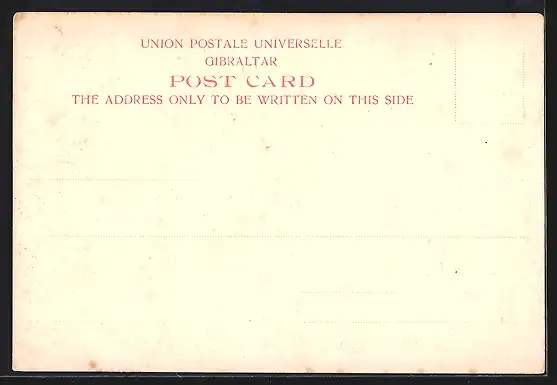 UNION POSTALE UNIVERSELLE
GIBRALTAR
POST CARD
THE ADDRESS ONLY TO BE WRITTEN ON THIS SIDE